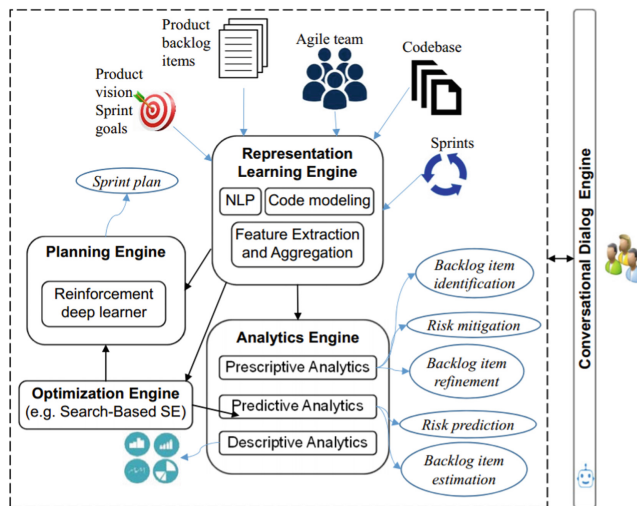 Product
backlog
items
Agile team
Codebase
Product
vision
Sprint
goals
Sprints
Representation
Learning Engine
NLP
Code modeling
Feature Extraction
and Aggregation
Sprint plan
Planning Engine
Reinforcement
deep learner
Optimization Engine
(e.g. Search-Based SE)
Analytics Engine
Prescriptive Analytics
Predictive Analytics
Descriptive Analytics
Backlog item
identification
Risk mitigation
Backlog item
refinement
Risk prediction
Backlog item
estimation
Conversational Dialog Engine